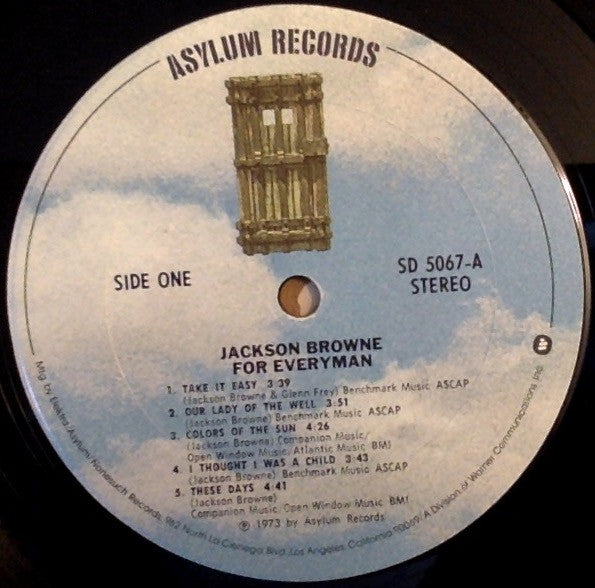 ASYLUM RECORDS
SIDE ONE
SD 5067-A
STEREO
JACKSON BROWNE
FOR EVERYMAN
1. TAKE IT EASY 3:39
(Jackson Browne & Glenn Frey) Benchmark Music ASCAP
2. OUR LADY OF THE WELL 3:51
(Jackson Browne) Benchmark Music ASCAP
3. COLORS OF THE SUN 4:26
(Jackson Browne) Companion Music/
Open Window Music, Atlantic Music BMI
4. I THOUGHT I WAS A CHILD 3:43
(Jackson Browne) Benchmark Music ASCAP
5. THESE DAYS 4:41
(Jackson Browne)
Companion Music, Open Window Music BMI
℗ 1973 by Asylum Records
Mfg. by Elektra/Asylum/Nonesuch Records, 962 North La Cienega Blvd., Los Angeles, California 90069/A Division of Warner Communications Inc.